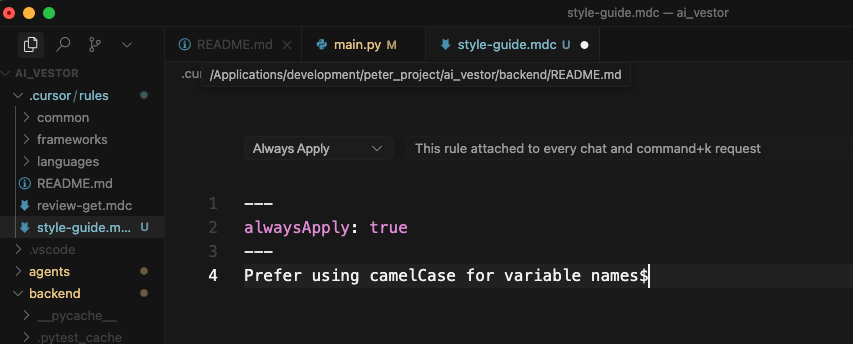 style-guide.mdc — ai_vestor
README.md
main.py M
style-guide.mdc U
AI_VESTOR
.cur
/Applications/development/peter_project/ai_vestor/backend/README.md
.cursor/rules
common
Always Apply
This rule attached to every chat and command+k request
frameworks
languages
README.md
review-get.mdc
style-guide.m... U
.vscode
agents
backend
__pycache__
.pytest_cache
1 ---
2 alwaysApply: true
3 ---
4 Prefer using camelCase for variable names$